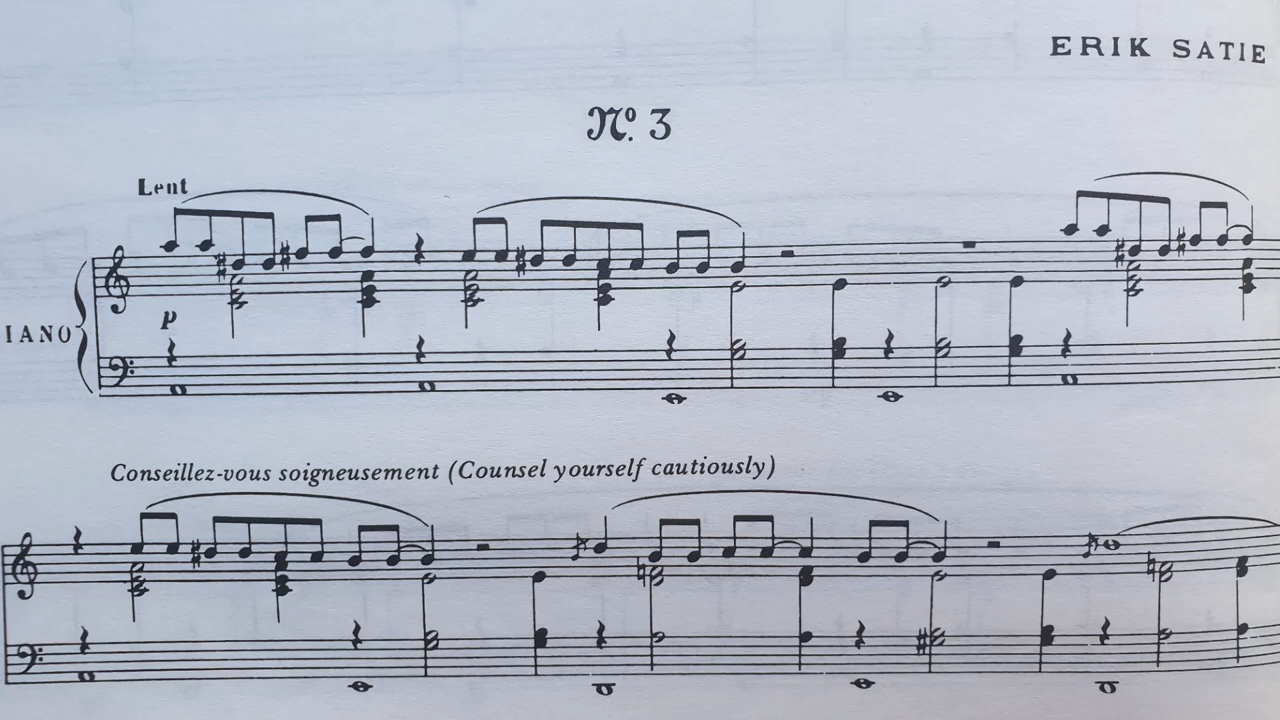 ERIK SATIE
Nº. 3
Lent
IANO
p
Conseillez-vous soigneusement (Counsel yourself cautiously)